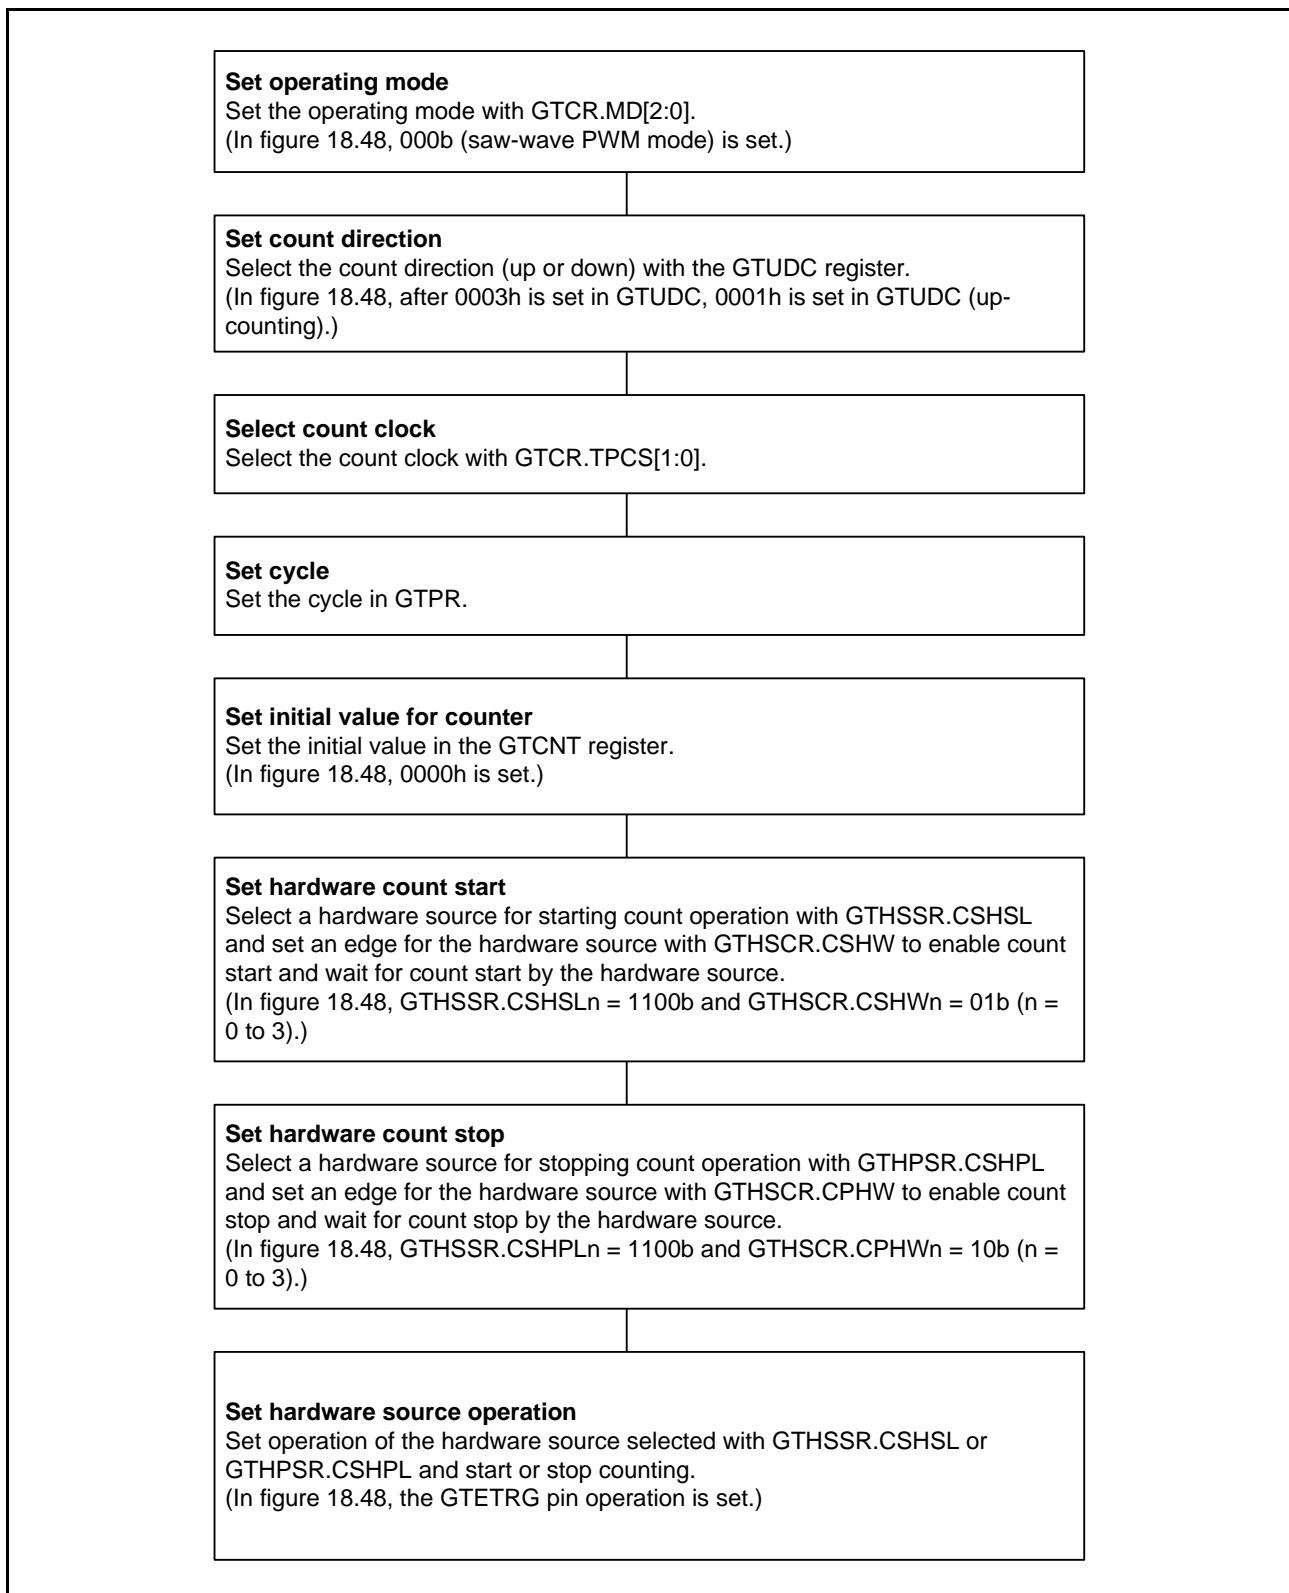 Set operating mode
Set the operating mode with GTCR.MD[2:0].
(In figure 18.48, 000b (saw-wave PWM mode) is set.)
Set count direction
Select the count direction (up or down) with the GTUDC register.
(In figure 18.48, after 0003h is set in GTUDC, 0001h is set in GTUDC (up-
counting).)
Select count clock
Select the count clock with GTCR.TPCS[1:0].
Set cycle
Set the cycle in GTPR.
Set initial value for counter
Set the initial value in the GTCNT register.
(In figure 18.48, 0000h is set.)
Set hardware count start
Select a hardware source for starting count operation with GTHSSR.CSHSL
and set an edge for the hardware source with GTHSCR.CSHW to enable count
start and wait for count start by the hardware source.
(In figure 18.48, GTHSSR.CSHSLn = 1100b and GTHSCR.CSHWn = 01b (n =
0 to 3).)
Set hardware count stop
Select a hardware source for stopping count operation with GTHPSR.CSHPL
and set an edge for the hardware source with GTHSCR.CPHW to enable count
stop and wait for count stop by the hardware source.
(In figure 18.48, GTHSSR.CSHPLn = 1100b and GTHSCR.CPHWn = 10b (n =
0 to 3).)
Set hardware source operation
Set operation of the hardware source selected with GTHSSR.CSHSL or
GTHPSR.CSHPL and start or stop counting.
(In figure 18.48, the GTETRG pin operation is set.)